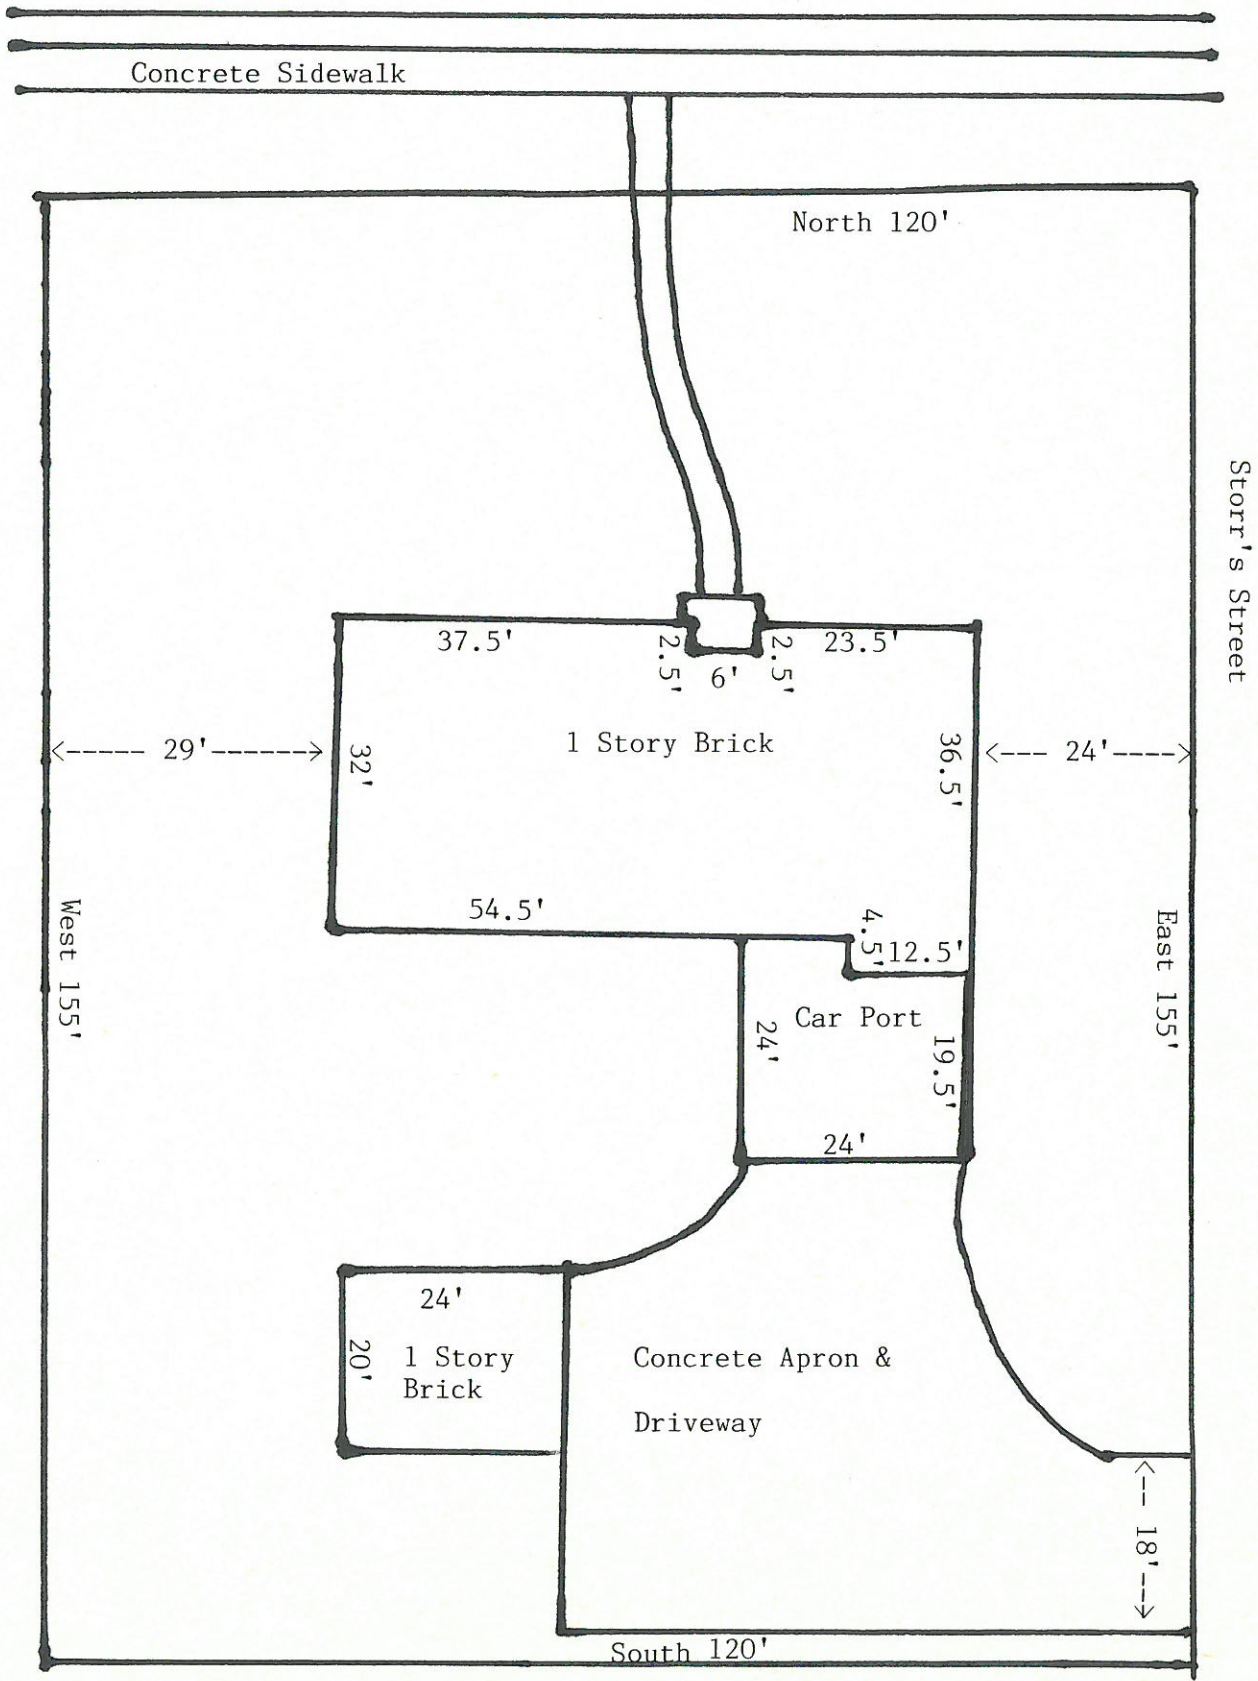 Concrete Sidewalk
North 120'
Storr's Street
37.5'
2.5'
6'
2.5'
23.5'
<----- 29'------>
32'
1 Story Brick
36.5'
<--- 24'---->
54.5'
4.5'
12.5'
West 155'
East 155'
Car Port
24'
19.5'
24'
24'
20'
1 Story
Brick
Concrete Apron &
Driveway
<-- 18'-->
South 120'